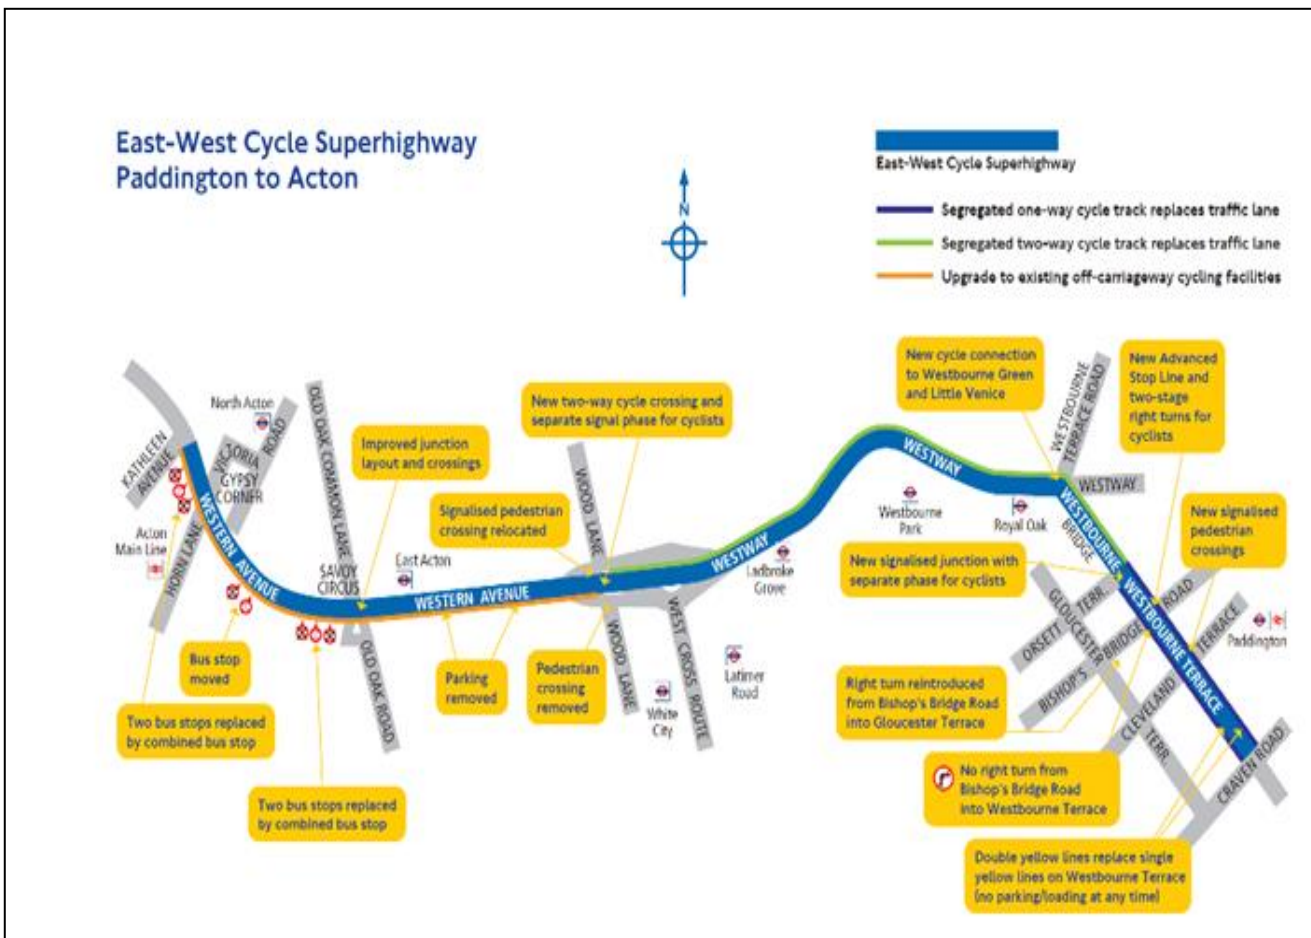 East-West Cycle Superhighway
Paddington to Acton
N
East-West Cycle Superhighway
Segregated one-way cycle track replaces traffic lane
Segregated two-way cycle track replaces traffic lane
Upgrade to existing off-carriageway cycling facilities
New cycle connection
to Westbourne Green
and Little Venice
WESTBOURNE
TERRACE ROAD
New Advanced
Stop Line and
two-stage
right turns for
cyclists
North Acton
KATHLEEN
AVENUE
VICTORIA
ROAD
GYPSY
CORNER
OLD OAK COMMON LANE
Improved junction
layout and crossings
New two-way cycle crossing and
separate signal phase for cyclists
WOOD LANE
Signalised pedestrian
crossing relocated
WESTWAY
Westbourne
Park
Royal Oak
WESTWAY
New signalised
pedestrian
crossings
Acton
Main Line
HORN LANE
WESTERN AVENUE
SAVOY
CIRCUS
East Acton
WESTERN AVENUE
WESTWAY
Ladbroke
Grove
WESTBOURNE
BRIDGE
New signalised junction with
separate phase for cyclists
Bus stop
moved
OLD OAK ROAD
Parking
removed
Pedestrian
crossing
removed
WOOD LANE
WEST CROSS ROUTE
Latimer
Road
White
City
ORSETT TERR.
GLOUCESTER
TERR.
BISHOP'S BRIDGE ROAD
WESTBOURNE TERRACE
CLEVELAND TERRACE
Paddington
Right turn reintroduced
from Bishop's Bridge Road
into Gloucester Terrace
Two bus stops replaced
by combined bus stop
Two bus stops replaced
by combined bus stop
No right turn from
Bishop's Bridge Road
into Westbourne Terrace
CRAVEN ROAD
Double yellow lines replace single
yellow lines on Westbourne Terrace
(no parking/loading at any time)